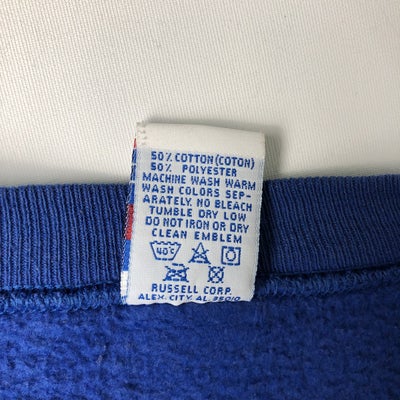 50% COTTON (COTON)
50% POLYESTER
MACHINE WASH WARM
WASH COLORS SEP-
ARATELY. NO BLEACH
TUMBLE DRY LOW
DO NOT IRON OR DRY
CLEAN EMBLEM
40°C
RUSSELL CORP.
ALEX. CITY, AL. 35010